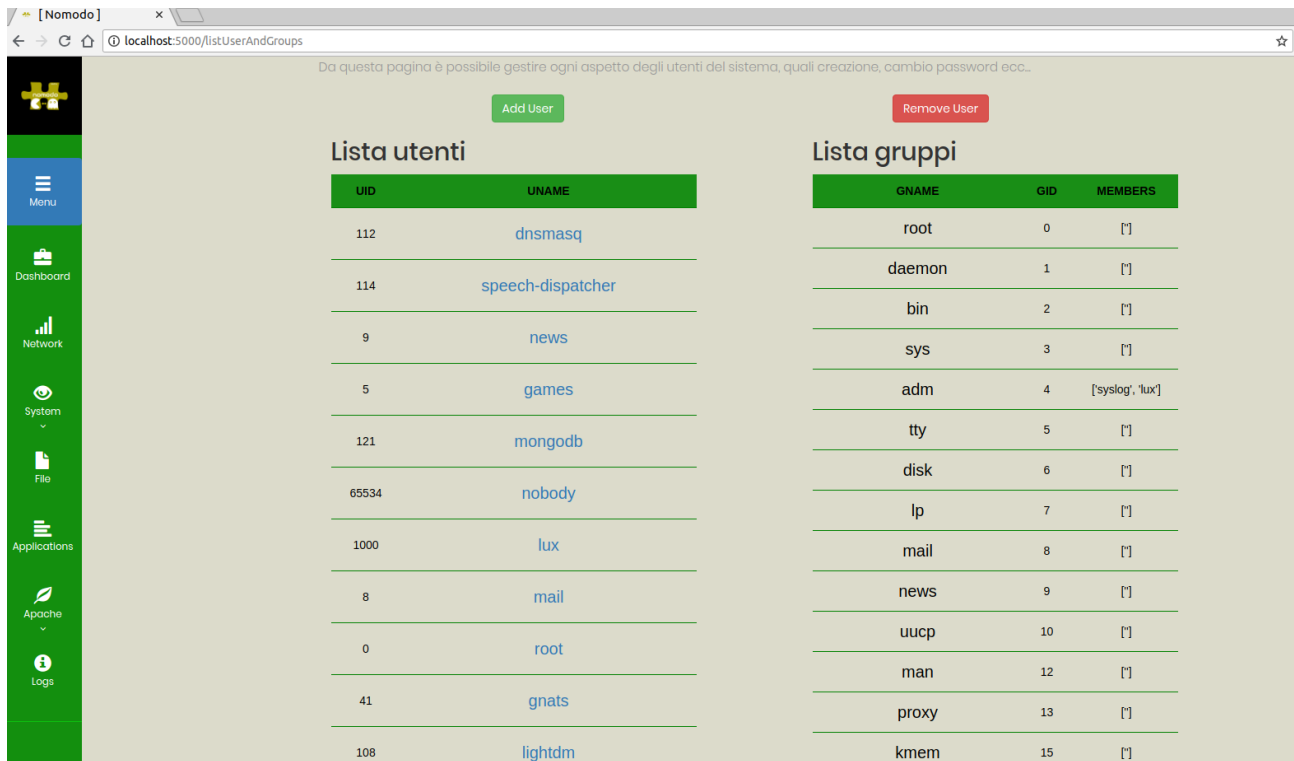 [ Nomodo ]
localhost:5000/listUserAndGroups
nomodo
Menu
Dashboard
Network
System
File
Applications
Apache
Logs
Da questa pagina è possibile gestire ogni aspetto degli utenti del sistema, quali creazione, cambio password ecc...
Add User
Remove User
Lista utenti
UID UNAME
112 dnsmasq
114 speech-dispatcher
9 news
5 games
121 mongodb
65534 nobody
1000 lux
8 mail
0 root
41 gnats
108 lightdm
Lista gruppi
GNAME GID MEMBERS
root 0 ['']
daemon 1 ['']
bin 2 ['']
sys 3 ['']
adm 4 ['syslog', 'lux']
tty 5 ['']
disk 6 ['']
lp 7 ['']
mail 8 ['']
news 9 ['']
uucp 10 ['']
man 12 ['']
proxy 13 ['']
kmem 15 ['']